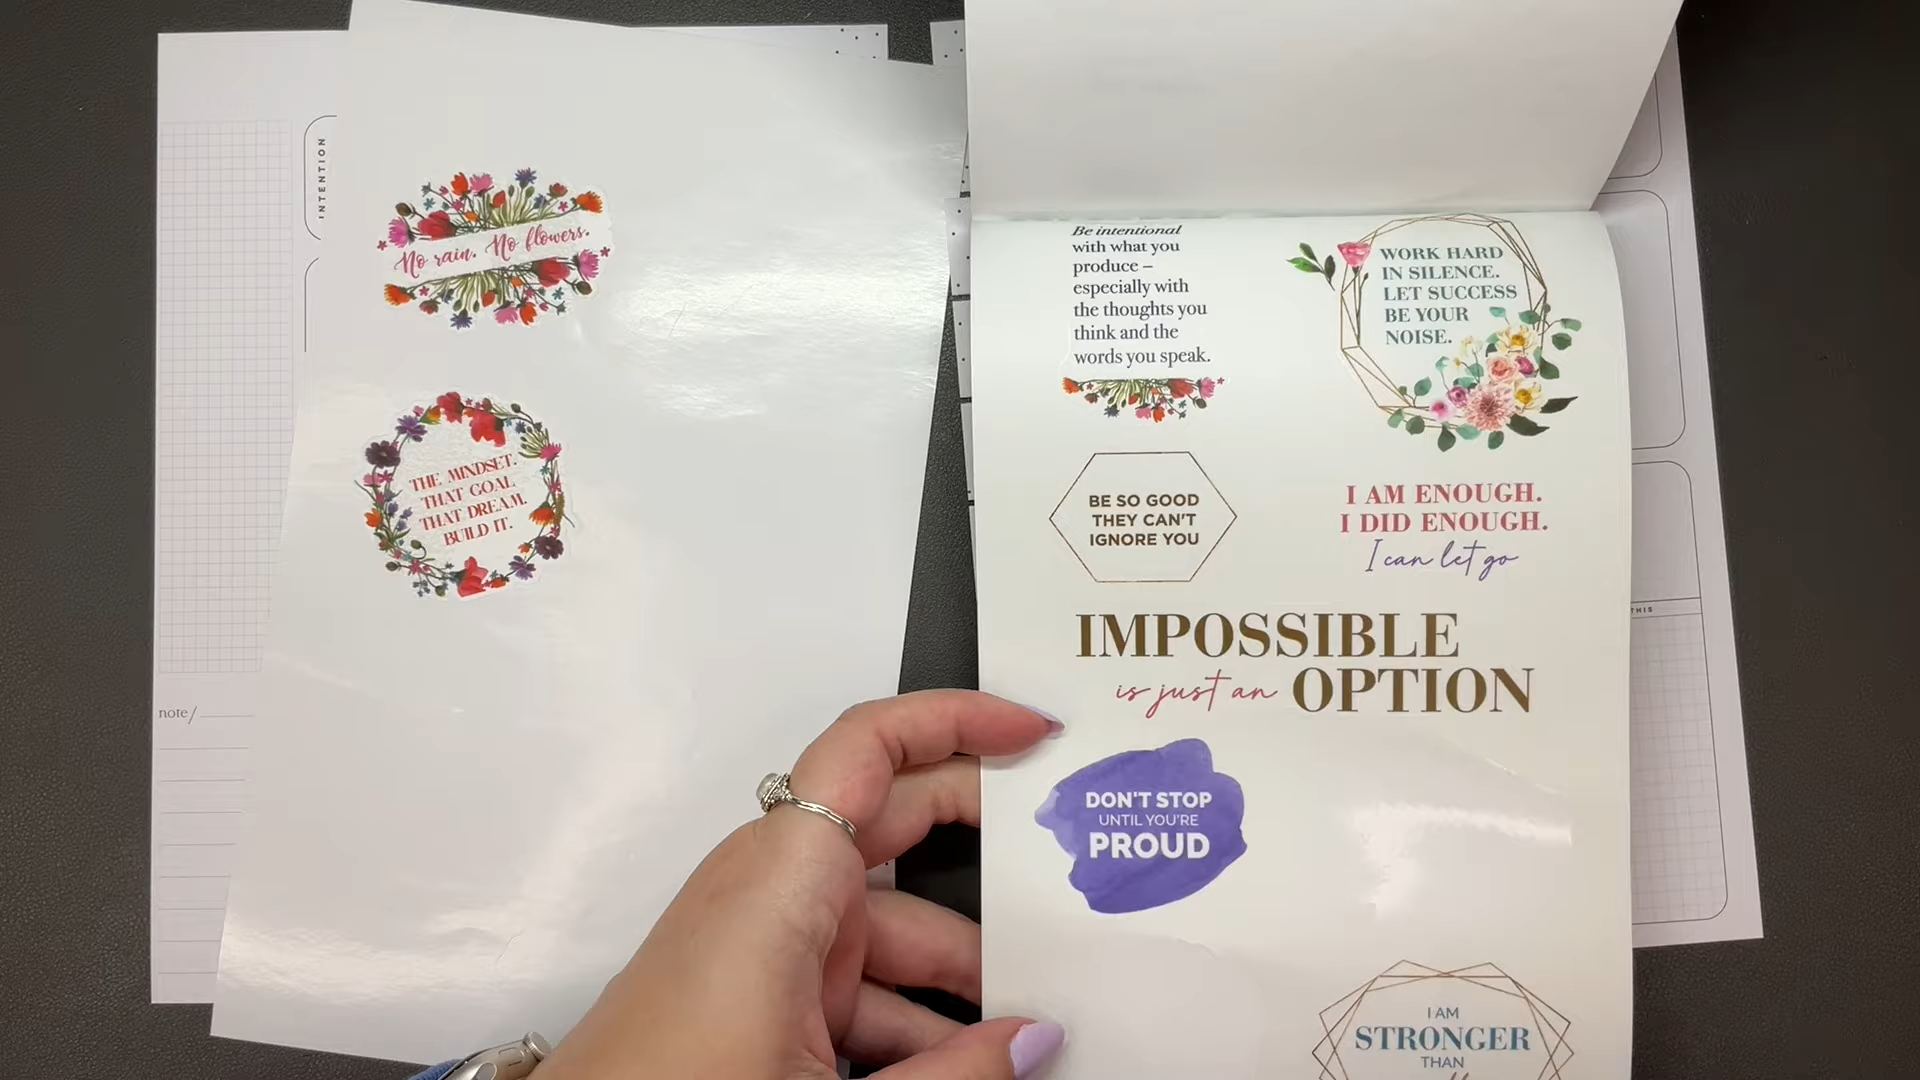 INTENTION
note/
No rain. No flowers.
THE MINDSET.
THAT GOAL
THAT DREAM.
BUILD IT.
Be intentional
with what you
produce –
especially with
the thoughts you
think and the
words you speak.
WORK HARD
IN SILENCE.
LET SUCCESS
BE YOUR
NOISE.
BE SO GOOD
THEY CAN'T
IGNORE YOU
I AM ENOUGH.
I DID ENOUGH.
I can let go
IMPOSSIBLE
is just an OPTION
DON'T STOP
UNTIL YOU'RE
PROUD
I AM
STRONGER
THAN
THIS